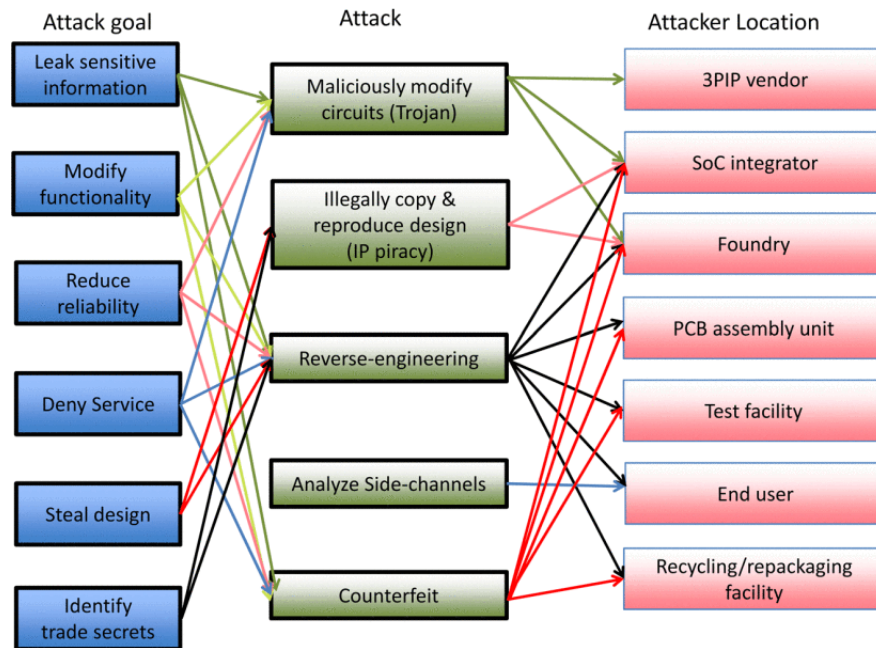 Attack goal
Attack
Attacker Location
Leak sensitive
information
Modify
functionality
Reduce
reliability
Deny Service
Steal design
Identify
trade secrets
Maliciously modify
circuits (Trojan)
Illegally copy &
reproduce design
(IP piracy)
Reverse-engineering
Analyze Side-channels
Counterfeit
3PIP vendor
SoC integrator
Foundry
PCB assembly unit
Test facility
End user
Recycling/repackaging
facility